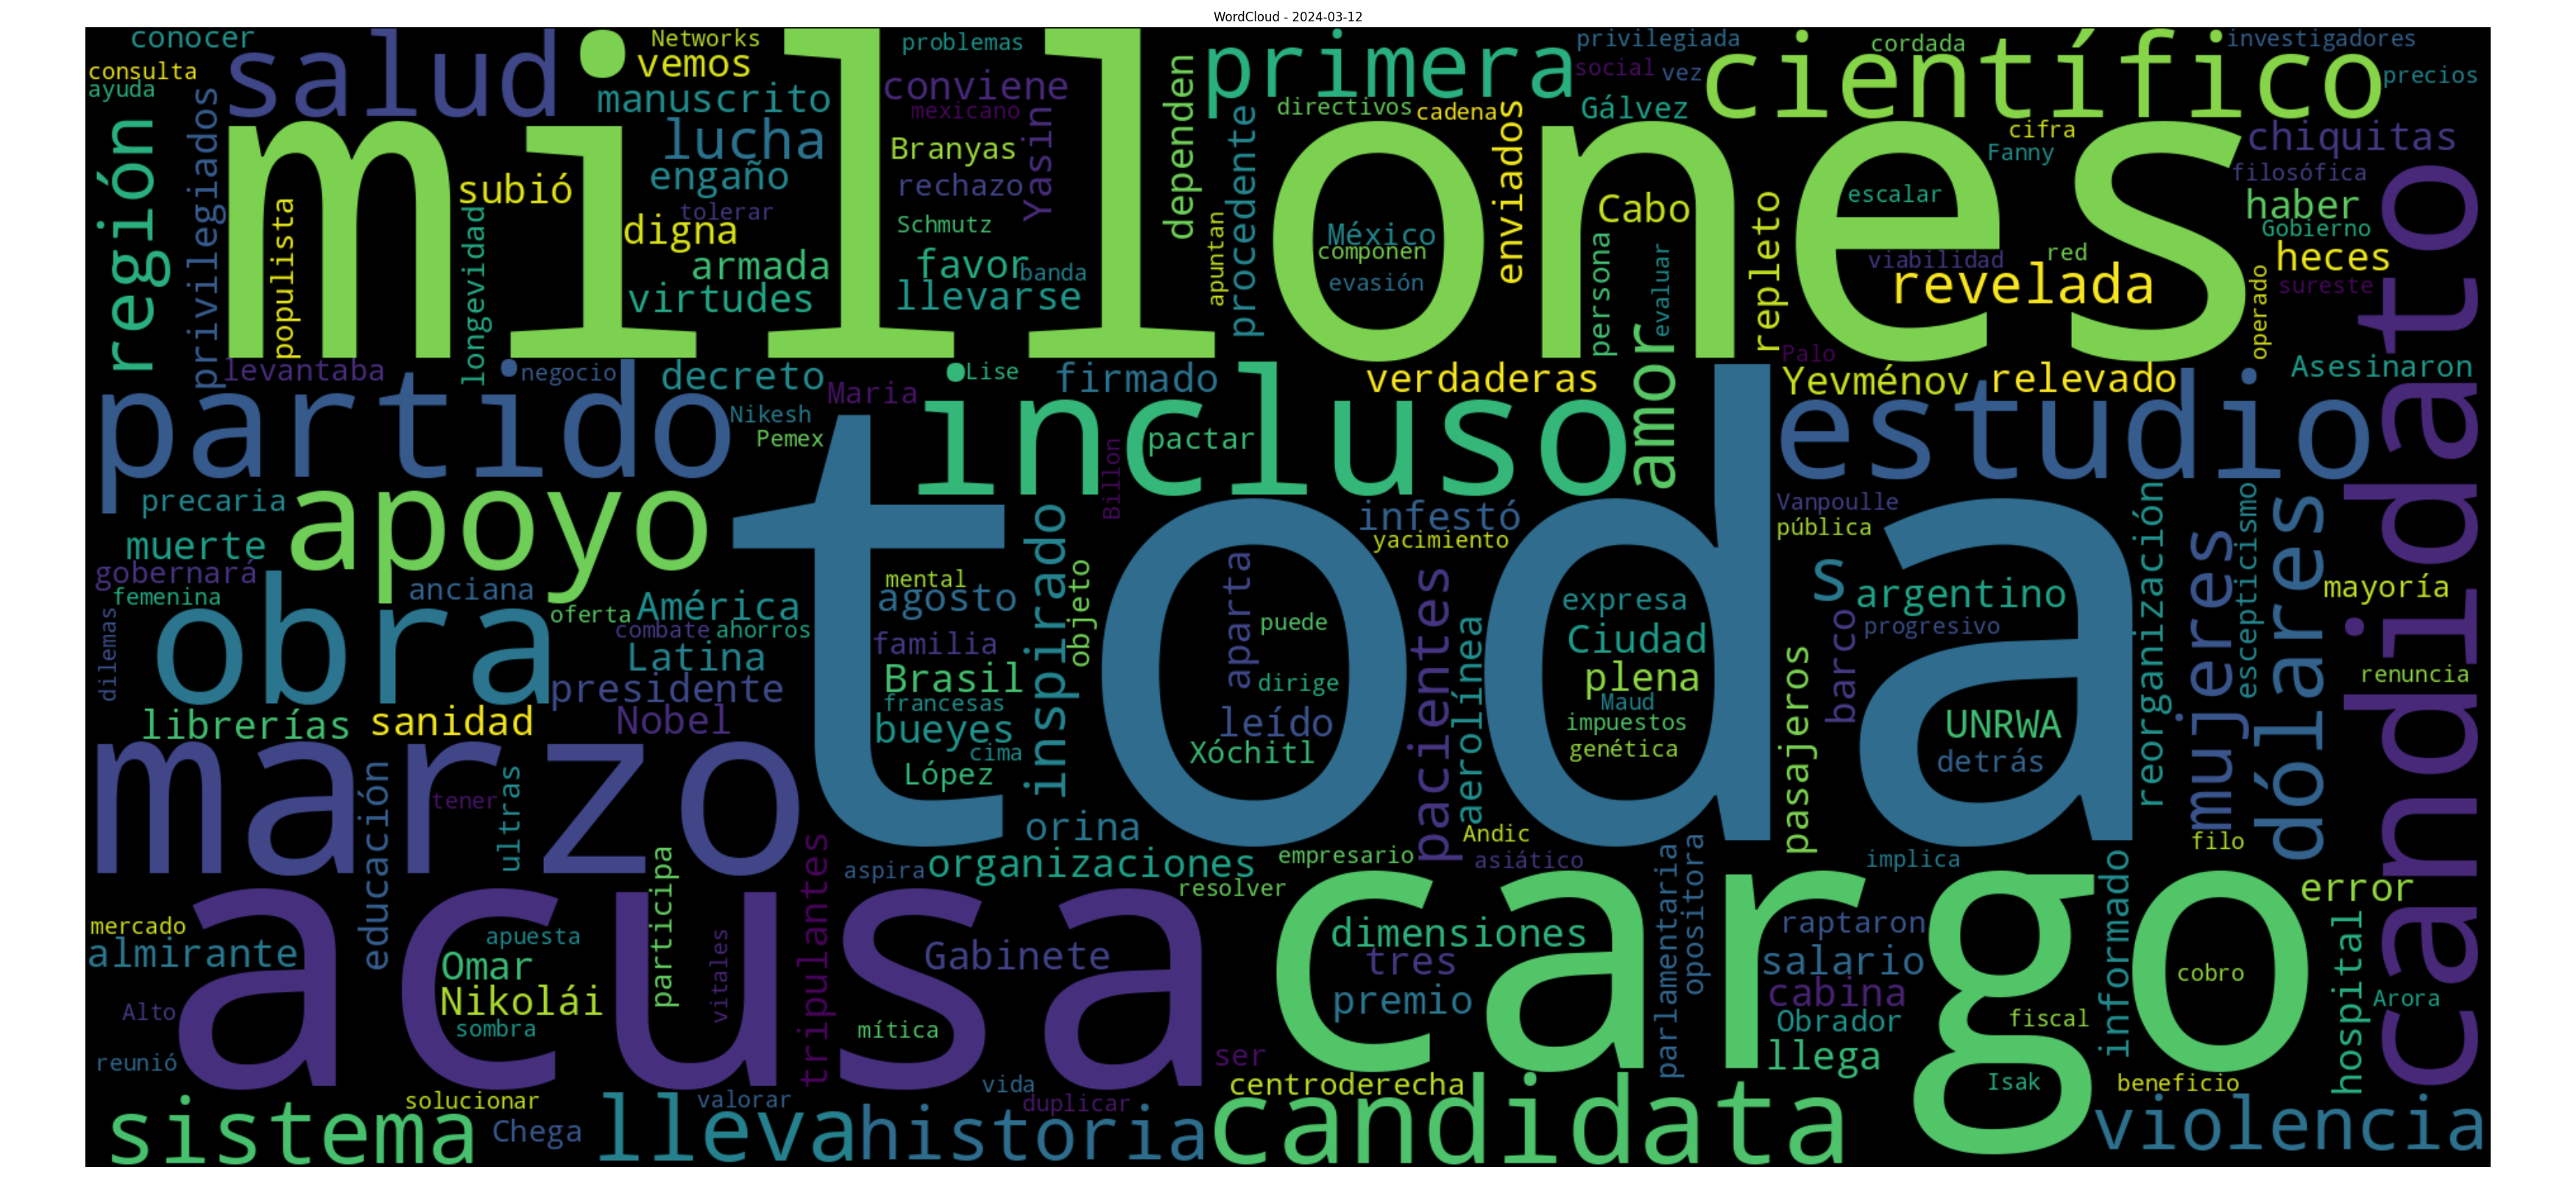 WordCloud - 2024-03-12
conocer
salud
Networks
vemos
problemas
primera
privilegiada
cordada
investigadores
consulta
ayuda
manuscrito
conviene
mexicano
social
vez
científico
precios
directivos
cadena
Gálvez
millones
región
privilegiados
lucha
engaño
Branyas
rechazo
Yasin
dependen
procedente
enviados
cifra
Fanny
chiquitas
filosófica
populista
subió
longevidad
tolerar
digna
Schmutz
armada
favor
banda
virtudes
llevarse
apuntan
México
componen
evasión
Cabo
persona
evaluar
repleto
escalar
viabilidad
red
revelada
haber
Gobierno
heces
sureste
operado
candidato
levantaba
negocio
decreto
Maria
Lise
firmado
verdaderas
amor
Palo
Yevménov
relevado
Asesinaron
partido
Nikesh
Pemex
incluso
pactar
Billon
estudio
precaria
apoyo
toda
inspirado
infestó
yacimiento
Vanpoulle
pública
reorganización
mujeres
escepticismo
dólares
muerte
gobernará
femenina
anciana
oferta
América
combate
ahorros
mental
agosto
objeto
aparta
puede
pacientes
expresa
s
argentino
mayoría
dilemas
obra
Latina
presidente
familia
Brasil
francesas
dirige
aerolínea
Ciudad
plena
Maud
impuestos
genética
pasajeros
barco
progresivo
renuncia
librerías
sanidad
Nobel
bueyes
cima
López
leído
Xóchitl
UNRWA
detrás
marzo
educación
tener
ultras
tripulantes
orina
Andic
filo
participa
aspira
organizaciones
empresario
asiático
parlamentaria
opositora
implica
informado
resolver
error
acusa
cargo
mercado
almirante
apuesta
Omar
Nikolái
sombra
vitales
Gabinete
dimensiones
tres
premio
raptaron
salario
cabina
Obrador
llega
cobro
hospital
Arora
Alto
mítica
fiscal
reunió
ser
vida
centroderecha
Isak
beneficio
sistema
solucionar
Chega
lleva
valorar
duplicar
historia
candidata
violencia